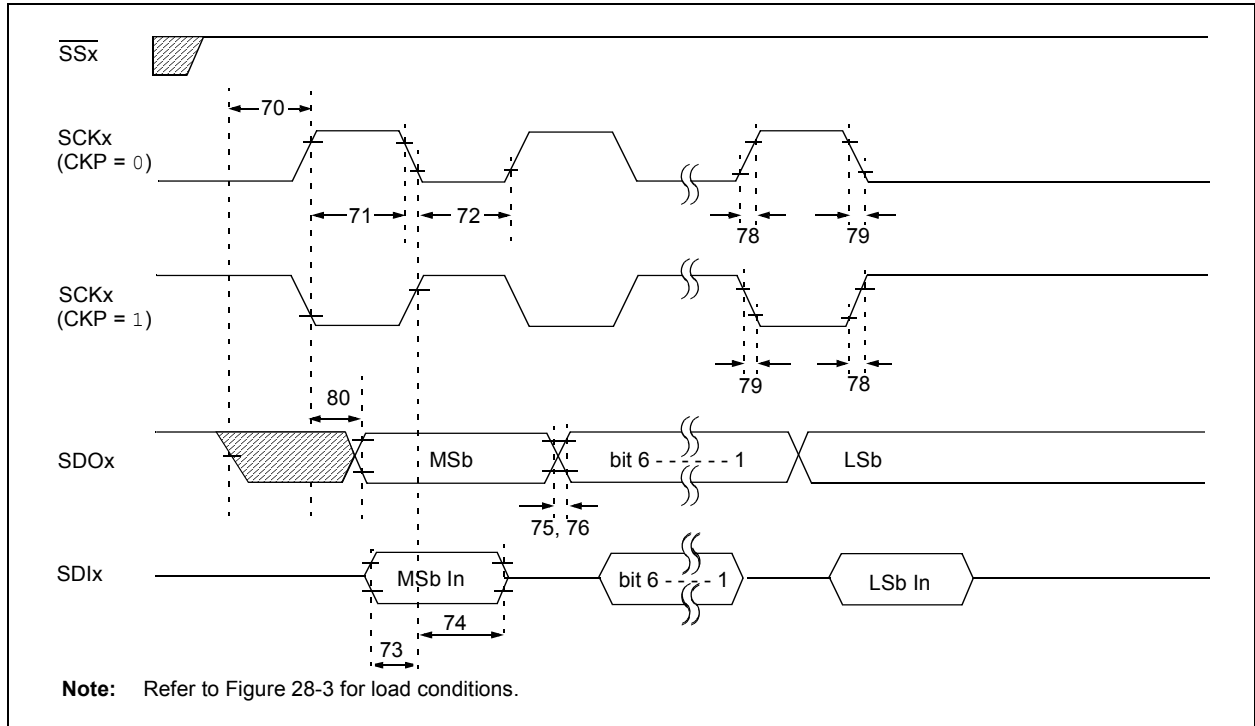 SSx
70
SCKx
(CKP = 0)
71
72
78
79
SCKx
(CKP = 1)
79
78
80
SDOx
MSb
bit 6 - - - - - - 1
LSb
75, 76
SDIx
MSb In
bit 6 - - - - - 1
LSb In
74
73
Note: Refer to Figure 28-3 for load conditions.